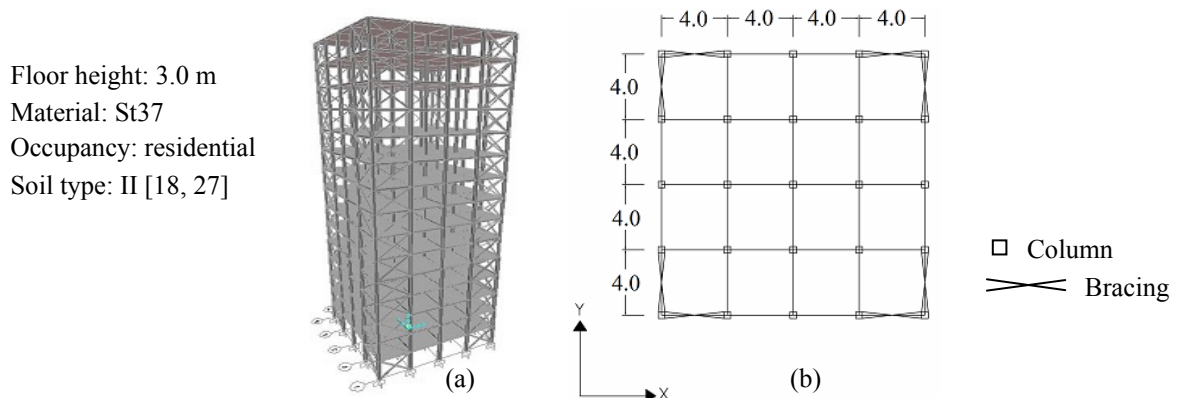 Floor height: 3.0 m
Material: St37
Occupancy: residential
Soil type: II [18, 27]
(a)
4.0 4.0 4.0 4.0
4.0
4.0
4.0
4.0
Y
X
(b)
Column
Bracing